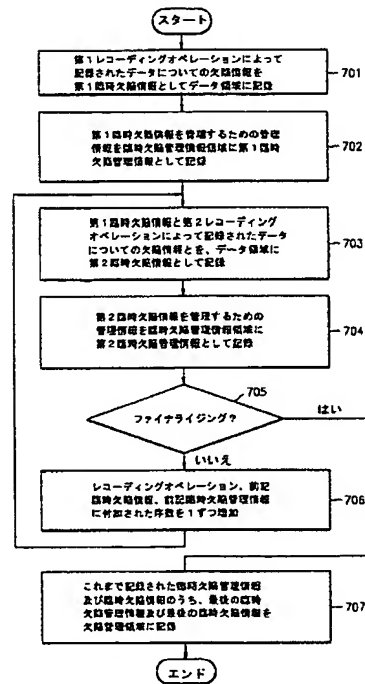 スタート
第1レコーディングオペレーションによって
記録されたデータについての欠陥情報を
第1臨時欠陥情報としてデータ領域に記録
701
第1臨時欠陥情報を管理するための管理
情報を臨時欠陥管理情報領域に第1臨時
欠陥管理情報として記録
702
第1臨時欠陥情報と第2レコーディング
オペレーションによって記録されたデータ
についての欠陥情報とを、データ領域に
第2臨時欠陥情報として記録
703
第2臨時欠陥情報を管理するための
管理情報を臨時欠陥管理情報領域に
第2臨時欠陥管理情報として記録
704
705
ファイナライジング?
はい
いいえ
レコーディングオペレーション、前記
臨時欠陥情報、前記臨時欠陥管理情報
に付加された序数を1ずつ増加
706
これまで記録された臨時欠陥管理情報
及び臨時欠陥情報のうち、最後の臨時
欠陥管理情報及び最後の臨時欠陥情報を
欠陥管理領域に記録
707
エンド